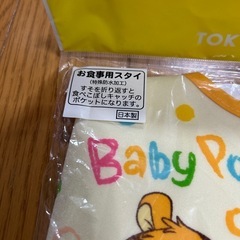 TOK
お食事用スタイ
(特殊防水加工)
すそを折り返すと
食べこぼしキャッチの
ポケットになります。
日本製
Baby Po